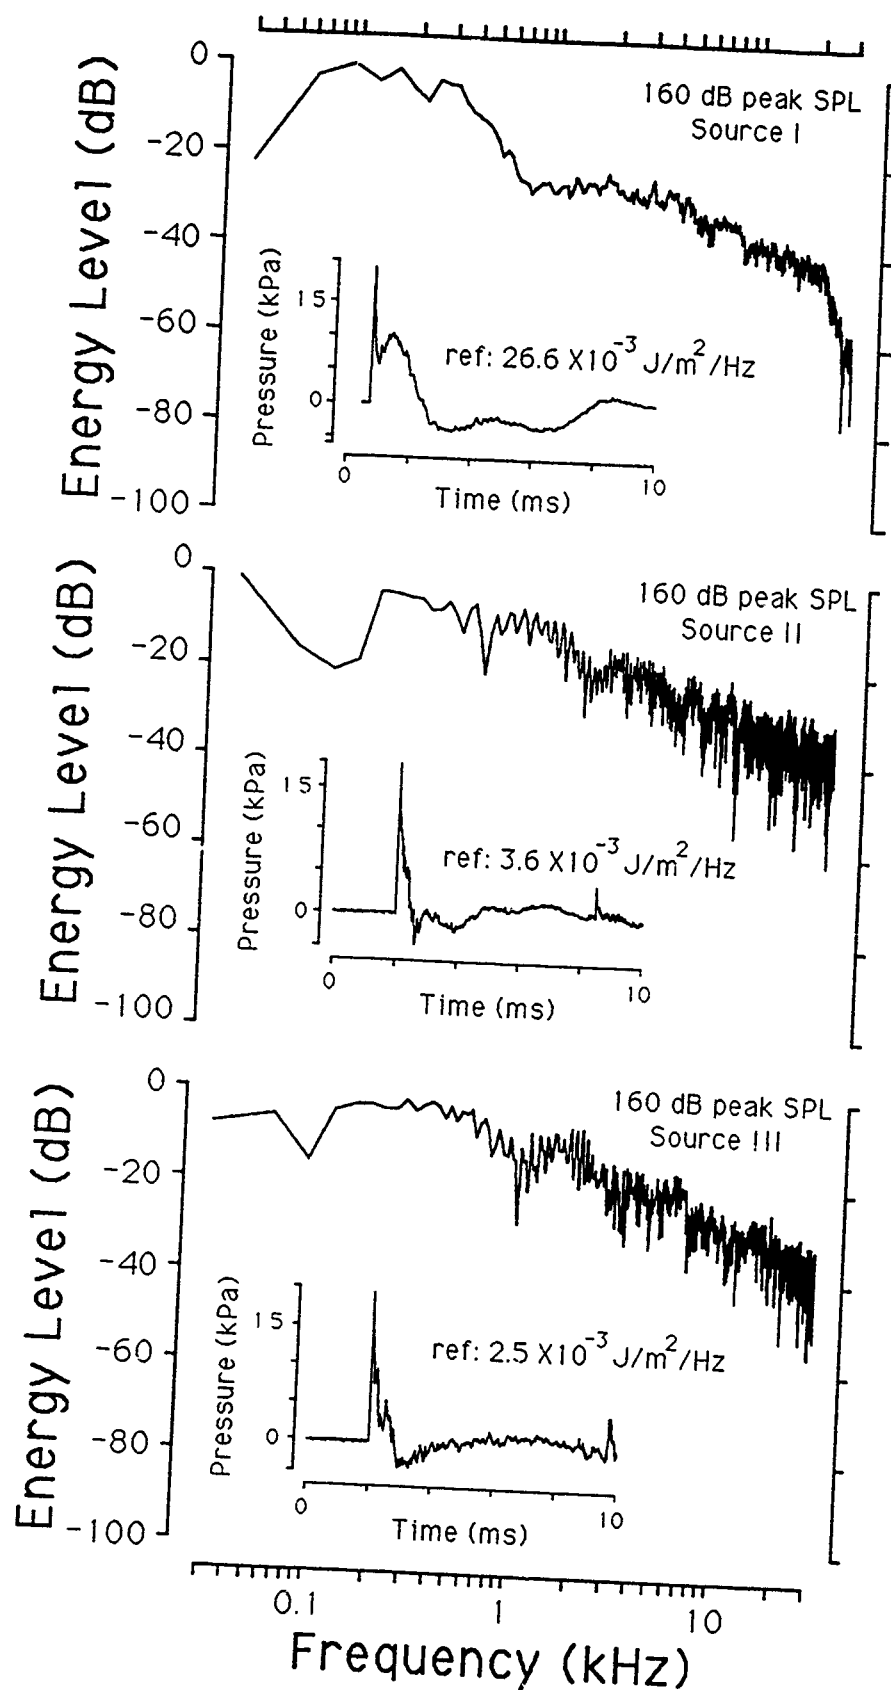 0
-20
-40
-60
-80
-100
Energy Level (dB)
160 dB peak SPL
Source I
Pressure (kPa)
15
0
ref: 26.6 X10-3 J/m2/Hz
0
10
Time (ms)
0
-20
-40
-60
-80
-100
Energy Level (dB)
160 dB peak SPL
Source II
Pressure (kPa)
15
0
ref: 3.6 X10-3 J/m2/Hz
0
10
Time (ms)
0
-20
-40
-60
-80
-100
Energy Level (dB)
160 dB peak SPL
Source III
Pressure (kPa)
15
0
ref: 2.5 X10-3 J/m2/Hz
0
10
Time (ms)
0.1
1
10
Frequency (kHz)